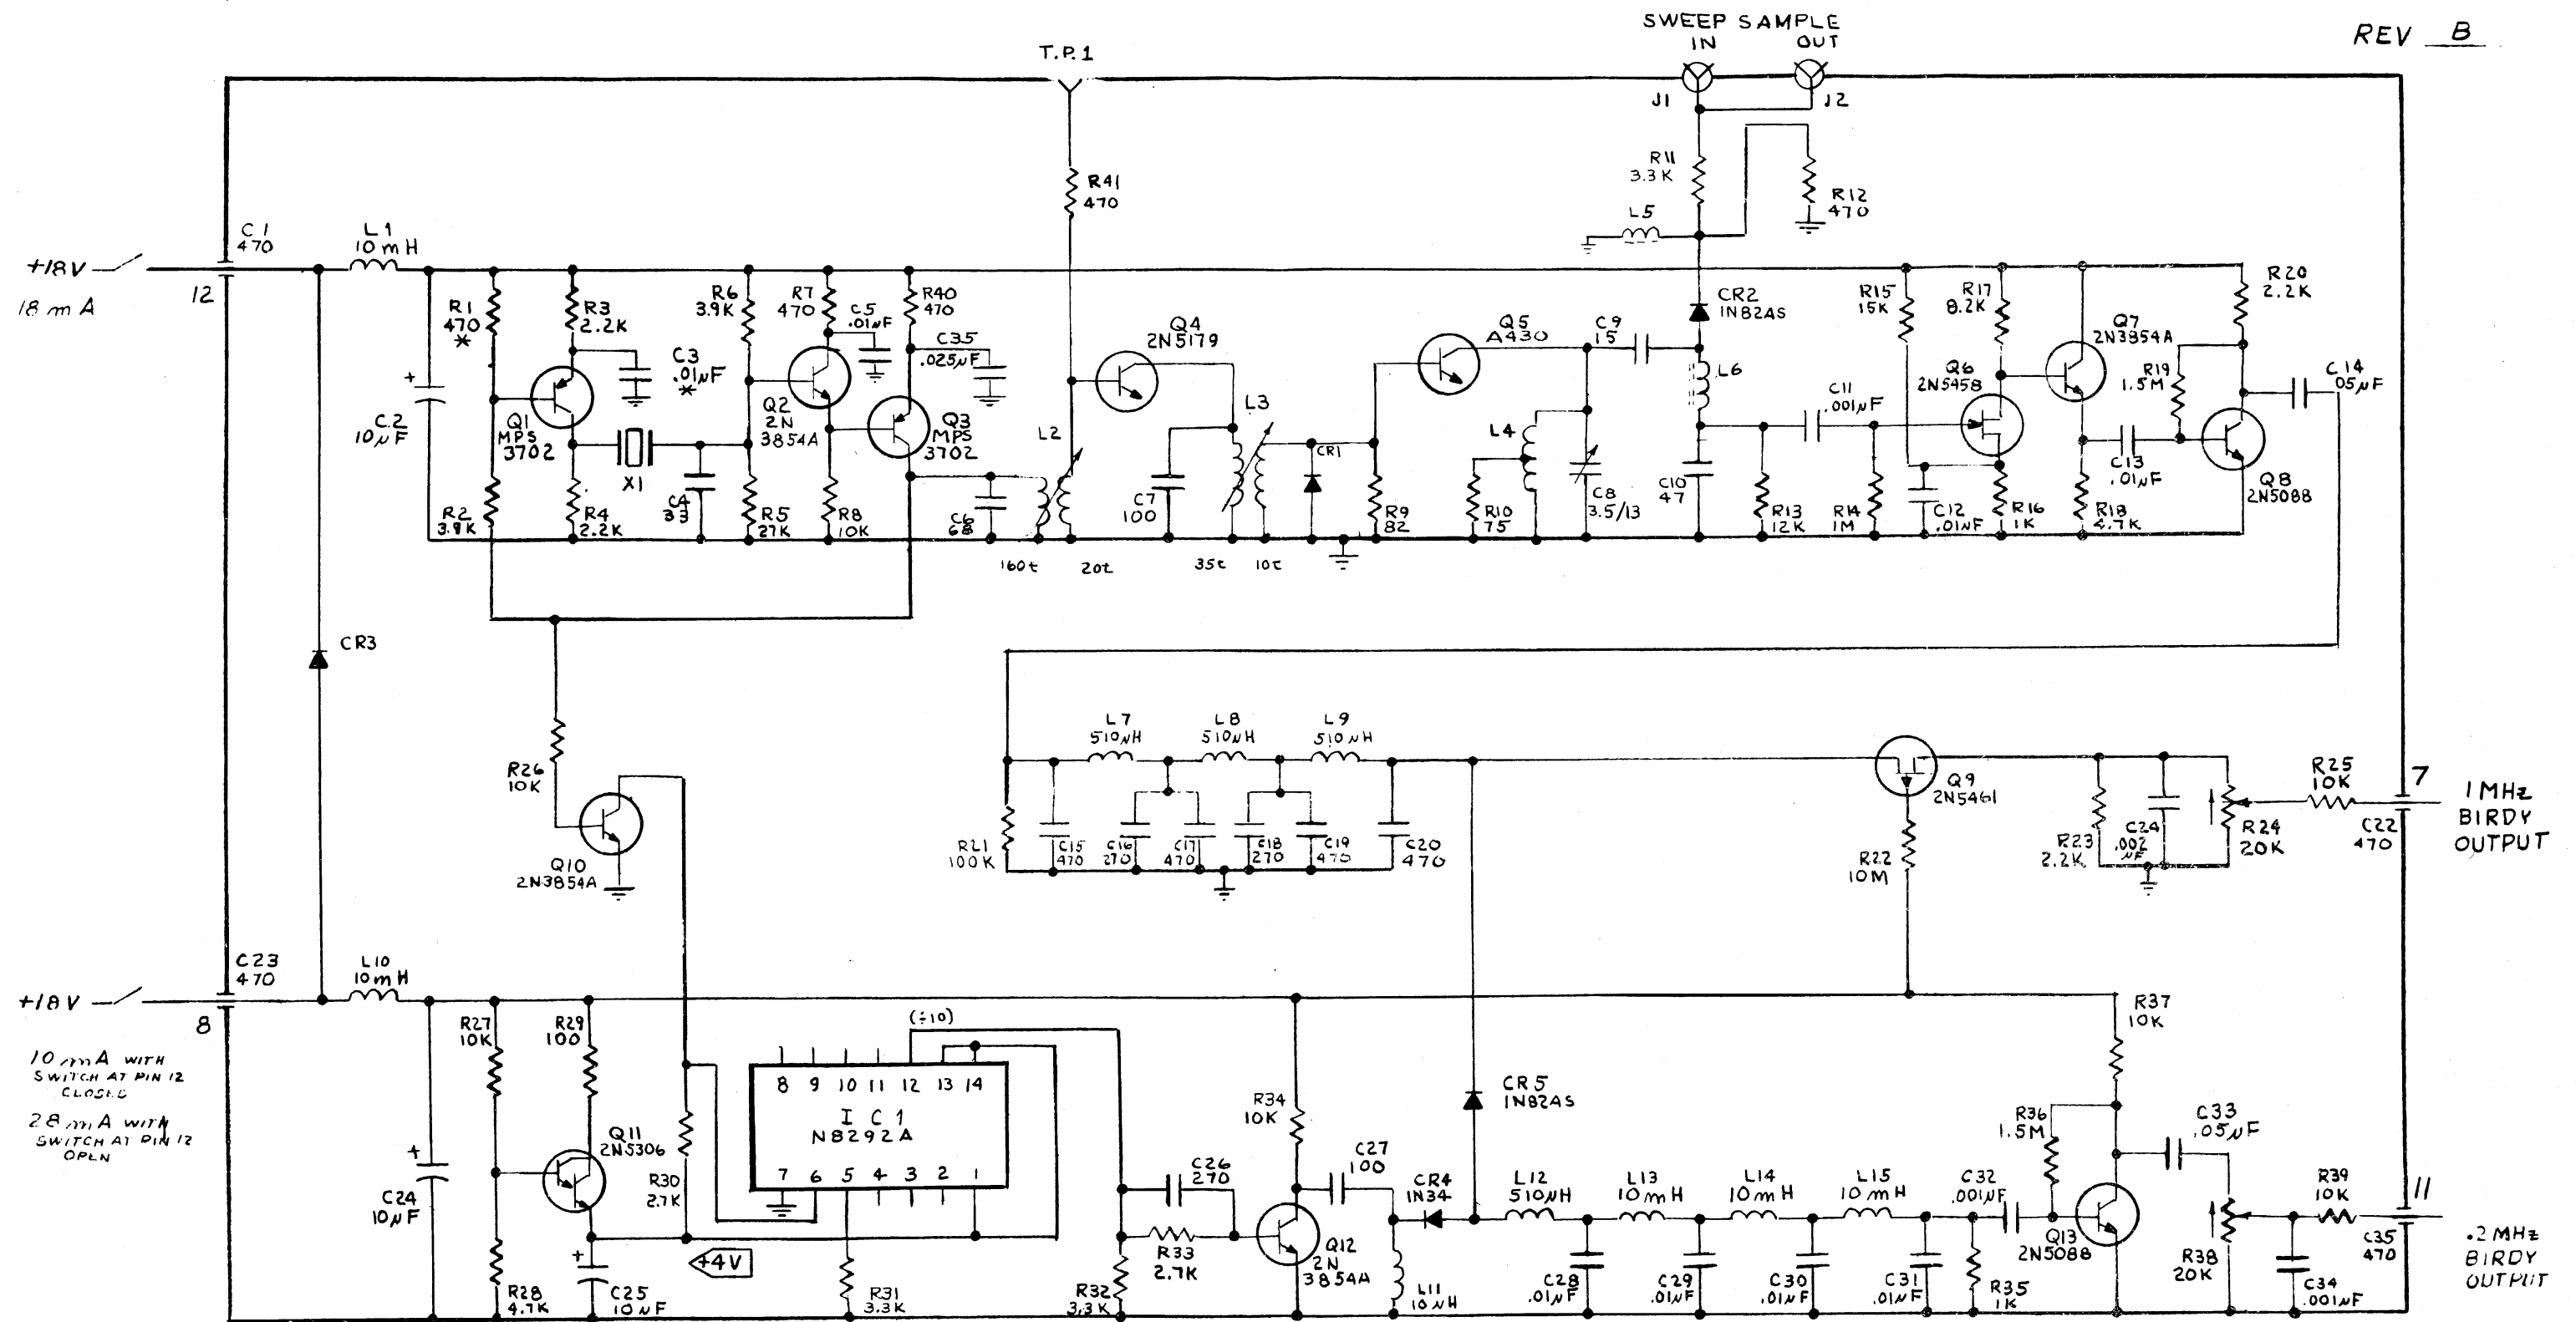 SWEEP SAMPLE
IN OUT
REV B
T.P.1
J1
J2
R11
3.3K
R41
470
R12
470
L5
C1
470
L1
10mH
+18V
12
18 mA
R1
470
*
R3
2.2K
C3
.01µF
*
R6
3.9K
R7
470
C5
.01µF
R40
470
C35
.025µF
Q4
2N5179
Q5
A430
C9
15
CR2
1N82AS
R15
15K
R17
8.2K
Q7
2N3854A
R20
2.2K
C2
10µF
Q1
MPS
3702
Q2
2N
3854A
Q3
MPS
3702
L2
L3
L4
L6
C11
.001µF
Q6
2N5458
R19
1.5M
C14
.05µF
X1
C4
33
CR1
C7
100
C8
3.5/13
C10
47
C13
.01µF
Q8
2N5088
R2
3.9K
R4
2.2K
R5
27K
R8
10K
C6
68
R9
82
R10
75
R13
12K
R14
1M
C12
.01µF
R16
1K
R18
4.7K
160t 20t 35t 10t
CR3
L7
510µH
L8
510µH
L9
510µH
R26
10K
Q10
2N3854A
R21
100K
C15
470
C16
270
C17
470
C18
270
C19
470
C20
470
Q9
2N5461
R22
10M
R23
2.2K
C24
.002
µF
R24
20K
R25
10K
7
C22
470
1MHz
BIRDY
OUTPUT
C23
470
L10
10mH
+18V
8
10 mA WITH
SWITCH AT PIN 12
CLOSED
28 mA WITH
SWITCH AT PIN 12
OPEN
R27
10K
R29
100
(÷10)
8 9 10 11 12 13 14
IC1
N8292A
7 6 5 4 3 2 1
Q11
2N5306
R30
2.7K
C24
10µF
R28
4.7K
C25
10µF
+4V
R31
3.3K
R32
3.3K
C26
270
R33
2.7K
R34
10K
Q12
2N
3854A
C27
100
CR4
1N34
CR5
1N82AS
L11
10µH
L12
510µH
L13
10mH
L14
10mH
L15
10mH
C28
.01µF
C29
.01µF
C30
.01µF
C31
.01µF
C32
.001µF
R35
1K
R36
1.5M
R37
10K
Q13
2N5088
C33
.05µF
R38
20K
R39
10K
C34
.001µF
11
C35
470
.2MHz
BIRDY
OUTPUT